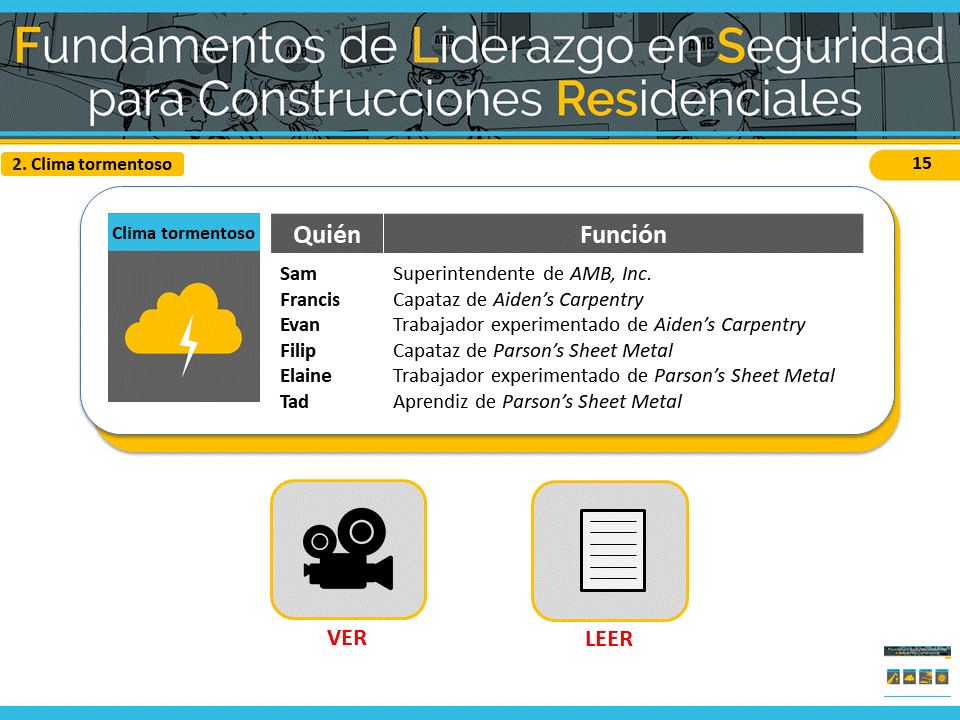 Fundamentos de Liderazgo en Seguridad
para Construcciones Residenciales
2. Clima tormentoso
15
Clima tormentoso
Quién Función
Sam Superintendente de AMB, Inc.
Francis Capataz de Aiden’s Carpentry
Evan Trabajador experimentado de Aiden’s Carpentry
Filip Capataz de Parson’s Sheet Metal
Elaine Trabajador experimentado de Parson’s Sheet Metal
Tad Aprendiz de Parson’s Sheet Metal
VER
LEER